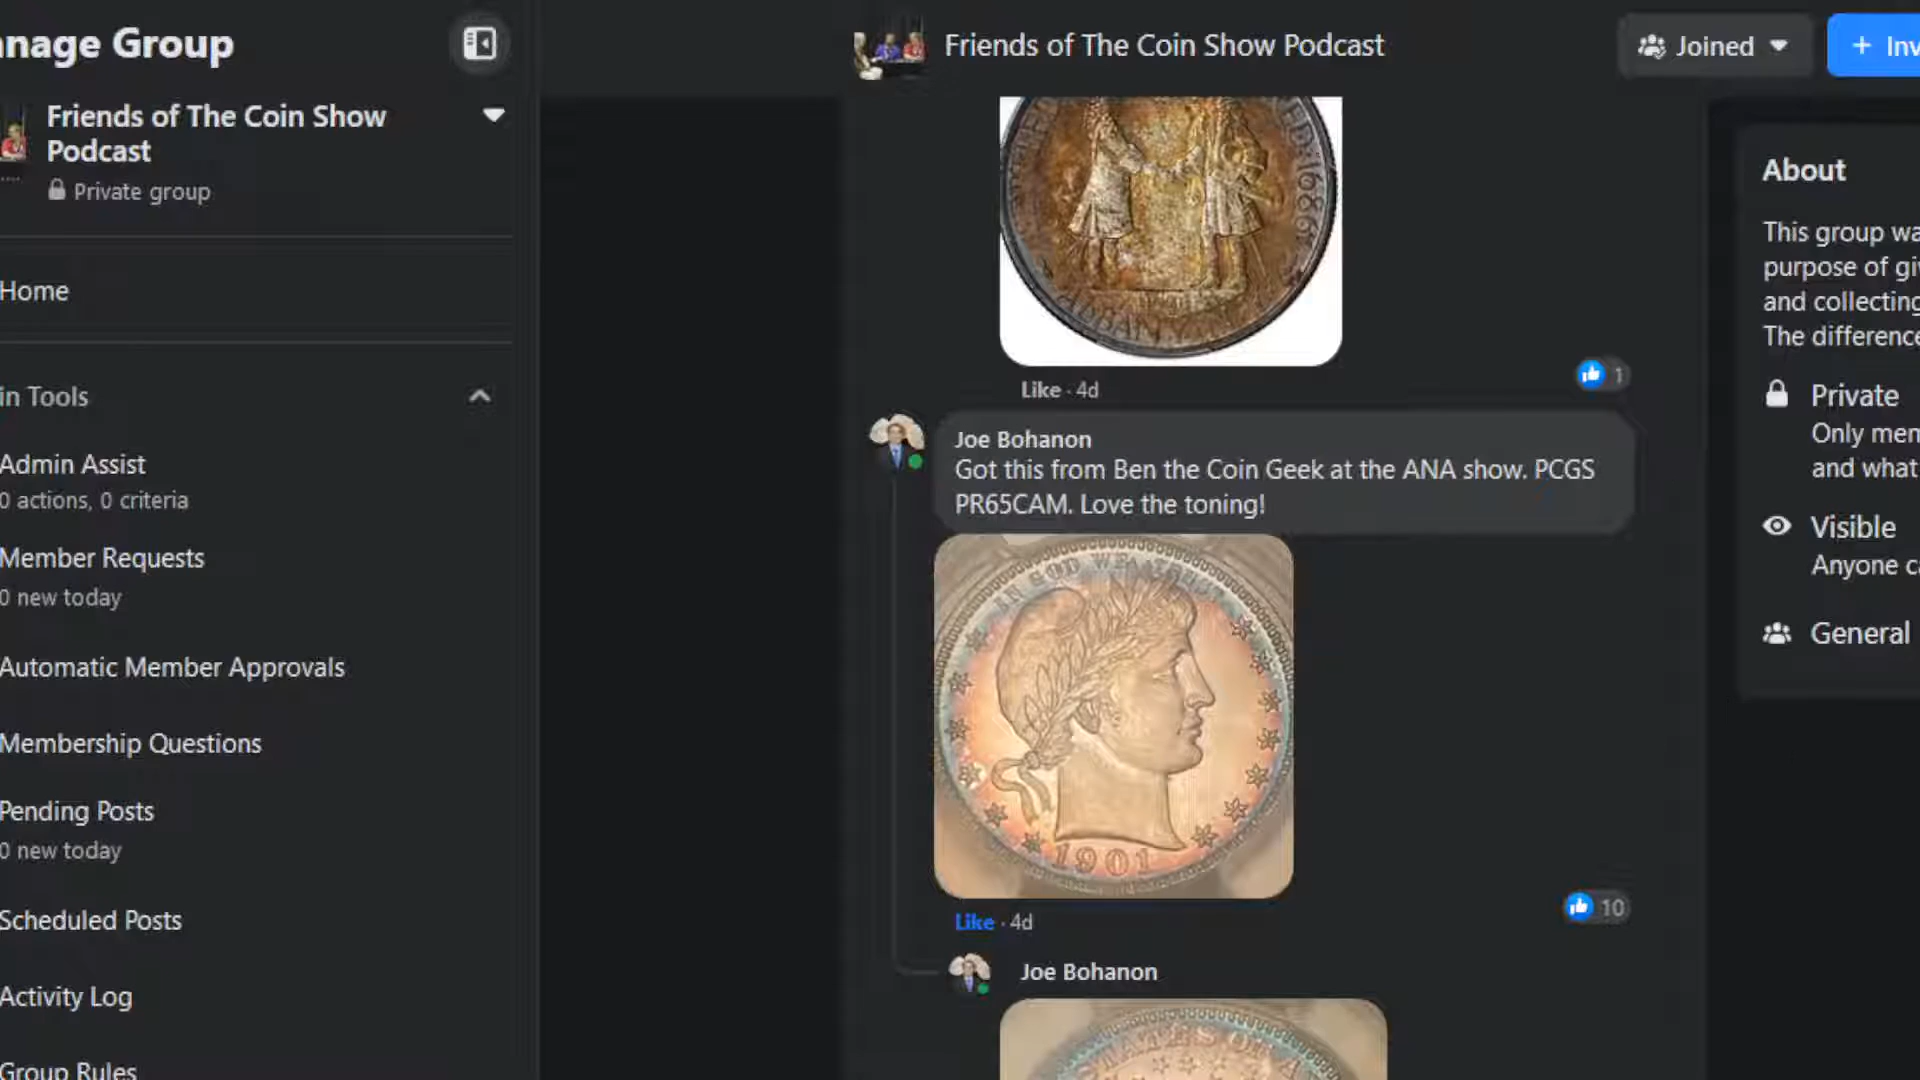 nage Group
Friends of The Coin Show
Podcast
Private group
Home
in Tools
Admin Assist
0 actions, 0 criteria
Member Requests
0 new today
Automatic Member Approvals
Membership Questions
Pending Posts
0 new today
Scheduled Posts
Activity Log
Group Rules
Friends of The Coin Show Podcast
Joined
+ Inv
1686
Like · 4d
1
Joe Bohanon
Got this from Ben the Coin Geek at the ANA show. PCGS
PR65CAM. Love the toning!
IN GOD WE TRUST
1901
Like · 4d
10
Joe Bohanon
STATES OF A
About
This group wa
purpose of gi
and collecting
The difference
Private
Only mem
and what
Visible
Anyone ca
General